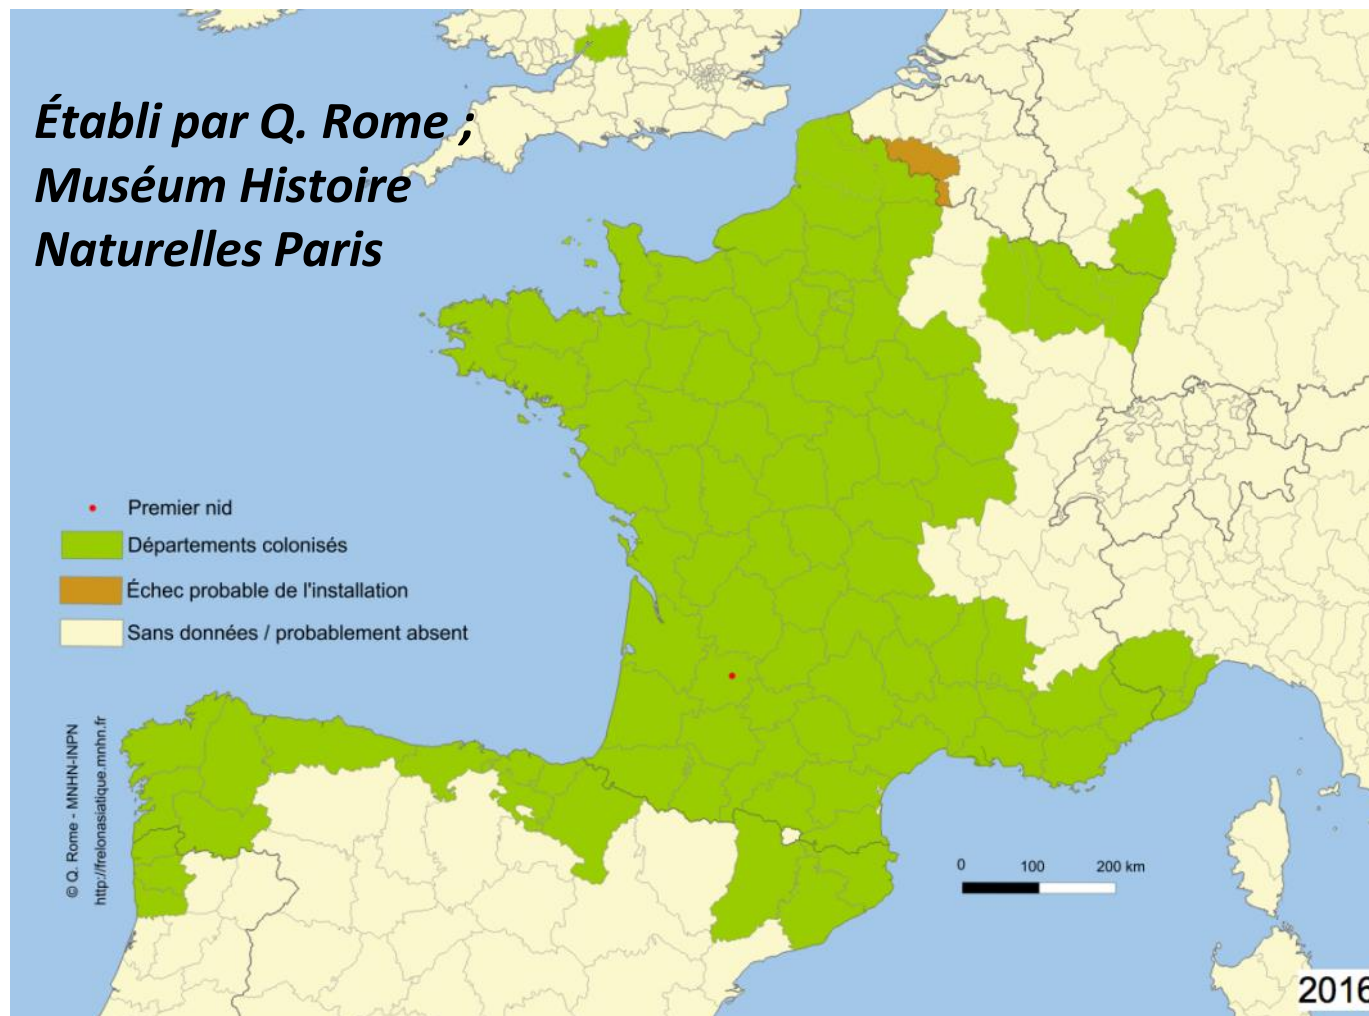 Établi par Q. Rome ;
Muséum Histoire
Naturelles Paris
Premier nid
Départements colonisés
Échec probable de l'installation
Sans données / probablement absent
© Q. Rome - MNHN-INPN
http://frelonasiatique.mnhn.fr
0 100 200 km
2016